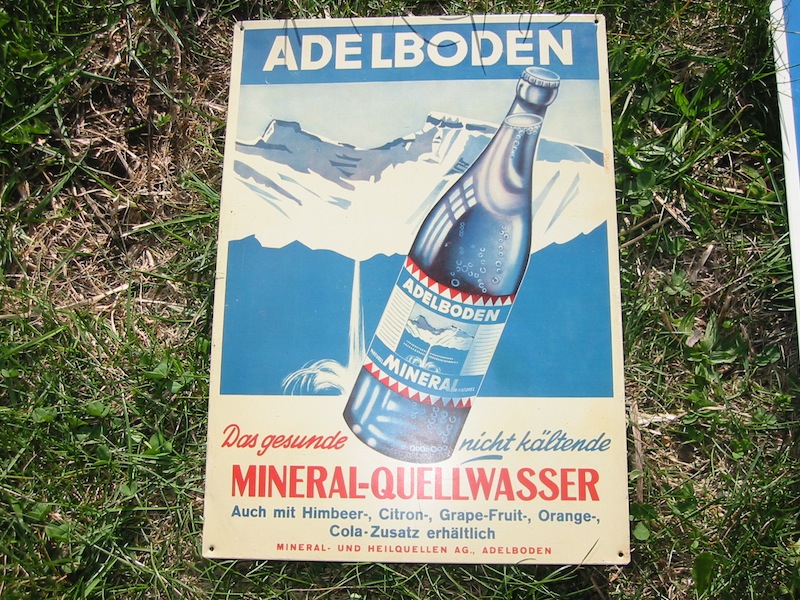 ADELBODEN
ADELBODEN
MINERAL
Das gesunde nicht kältende
MINERAL-QUELLWASSER
Auch mit Himbeer-, Citron-, Grape-Fruit-, Orange-,
Cola-Zusatz erhältlich
MINERAL- UND HEILQUELLEN AG., ADELBODEN